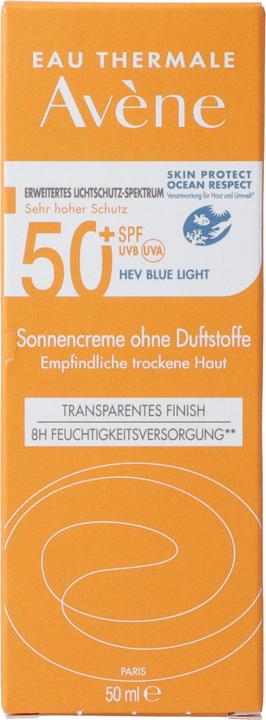 EAU THERMALE
Avène
SKIN PROTECT
OCEAN RESPECT
Verantwortung für Haut und Umwelt*
ERWEITERTES LICHTSCHUTZ-SPEKTRUM
Sehr hoher Schutz
50+ SPF
UVB UVA
HEV BLUE LIGHT
Sonnencreme ohne Duftstoffe
Empfindliche trockene Haut
TRANSPARENTES FINISH
8H FEUCHTIGKEITSVERSORGUNG**
PARIS
50 ml ℮